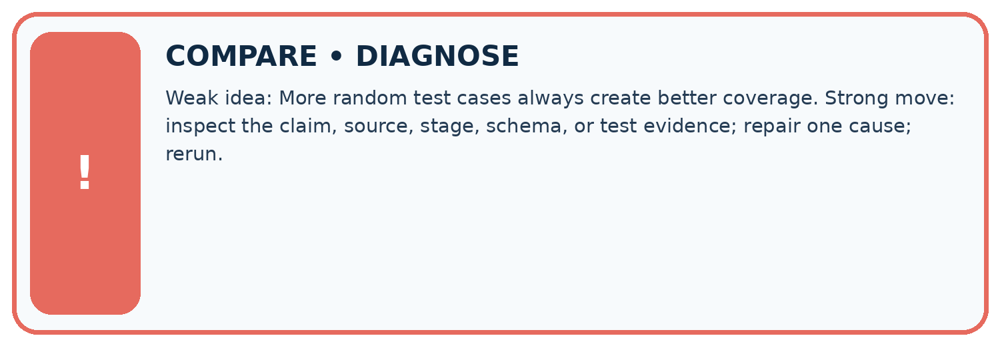 !
COMPARE • DIAGNOSE
Weak idea: More random test cases always create better coverage. Strong move:
inspect the claim, source, stage, schema, or test evidence; repair one cause;
rerun.